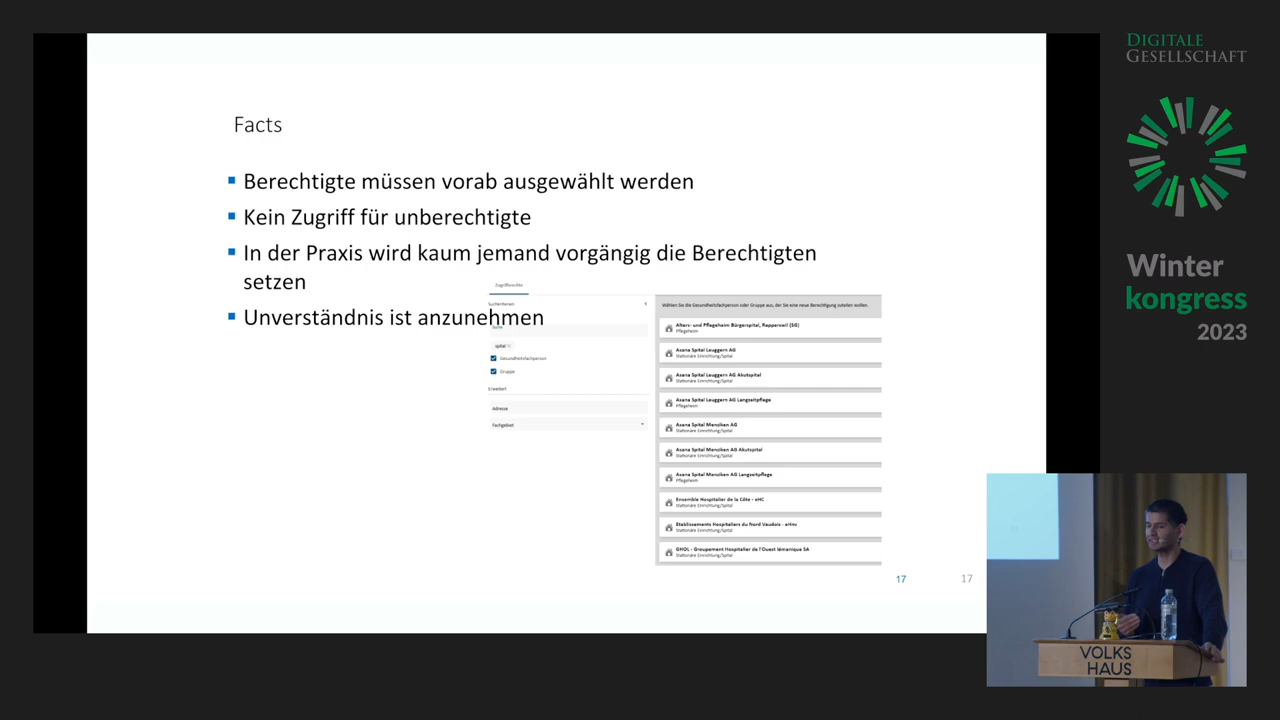 DIGITALE
GESELLSCHAFT
Winter
kongress
2023
Facts
Berechtigte müssen vorab ausgewählt werden
Kein Zugriff für unberechtigte
In der Praxis wird kaum jemand vorgängig die Berechtigten
setzen
Unverständnis ist anzunehmen
Zugriffsrechte
Suchkriterien
Suche
spital
Gesundheitsfachperson
Gruppe
Erweitert
Adresse
Fachgebiet
Wählen Sie die Gesundheitsfachperson oder Gruppe aus, der Sie eine neue Berechtigung zuteilen wollen.
Alters- und Pflegeheim Bürgerspital, Rapperswil (SG)
Pflegeheim
Asana Spital Leuggern AG
Stationäre Einrichtung/Spital
Asana Spital Leuggern AG Akutspital
Stationäre Einrichtung/Spital
Asana Spital Leuggern AG Langzeitpflege
Pflegeheim
Asana Spital Menziken AG
Stationäre Einrichtung/Spital
Asana Spital Menziken AG Akutspital
Stationäre Einrichtung/Spital
Asana Spital Menziken AG Langzeitpflege
Pflegeheim
Ensemble Hospitalier de la Côte - eHC
Stationäre Einrichtung/Spital
Etablissements Hospitaliers du Nord Vaudois - eHnv
Stationäre Einrichtung/Spital
GHOL - Groupement Hospitalier de l'Ouest lémanique SA
Stationäre Einrichtung/Spital
17
17
VOLKS
HAUS